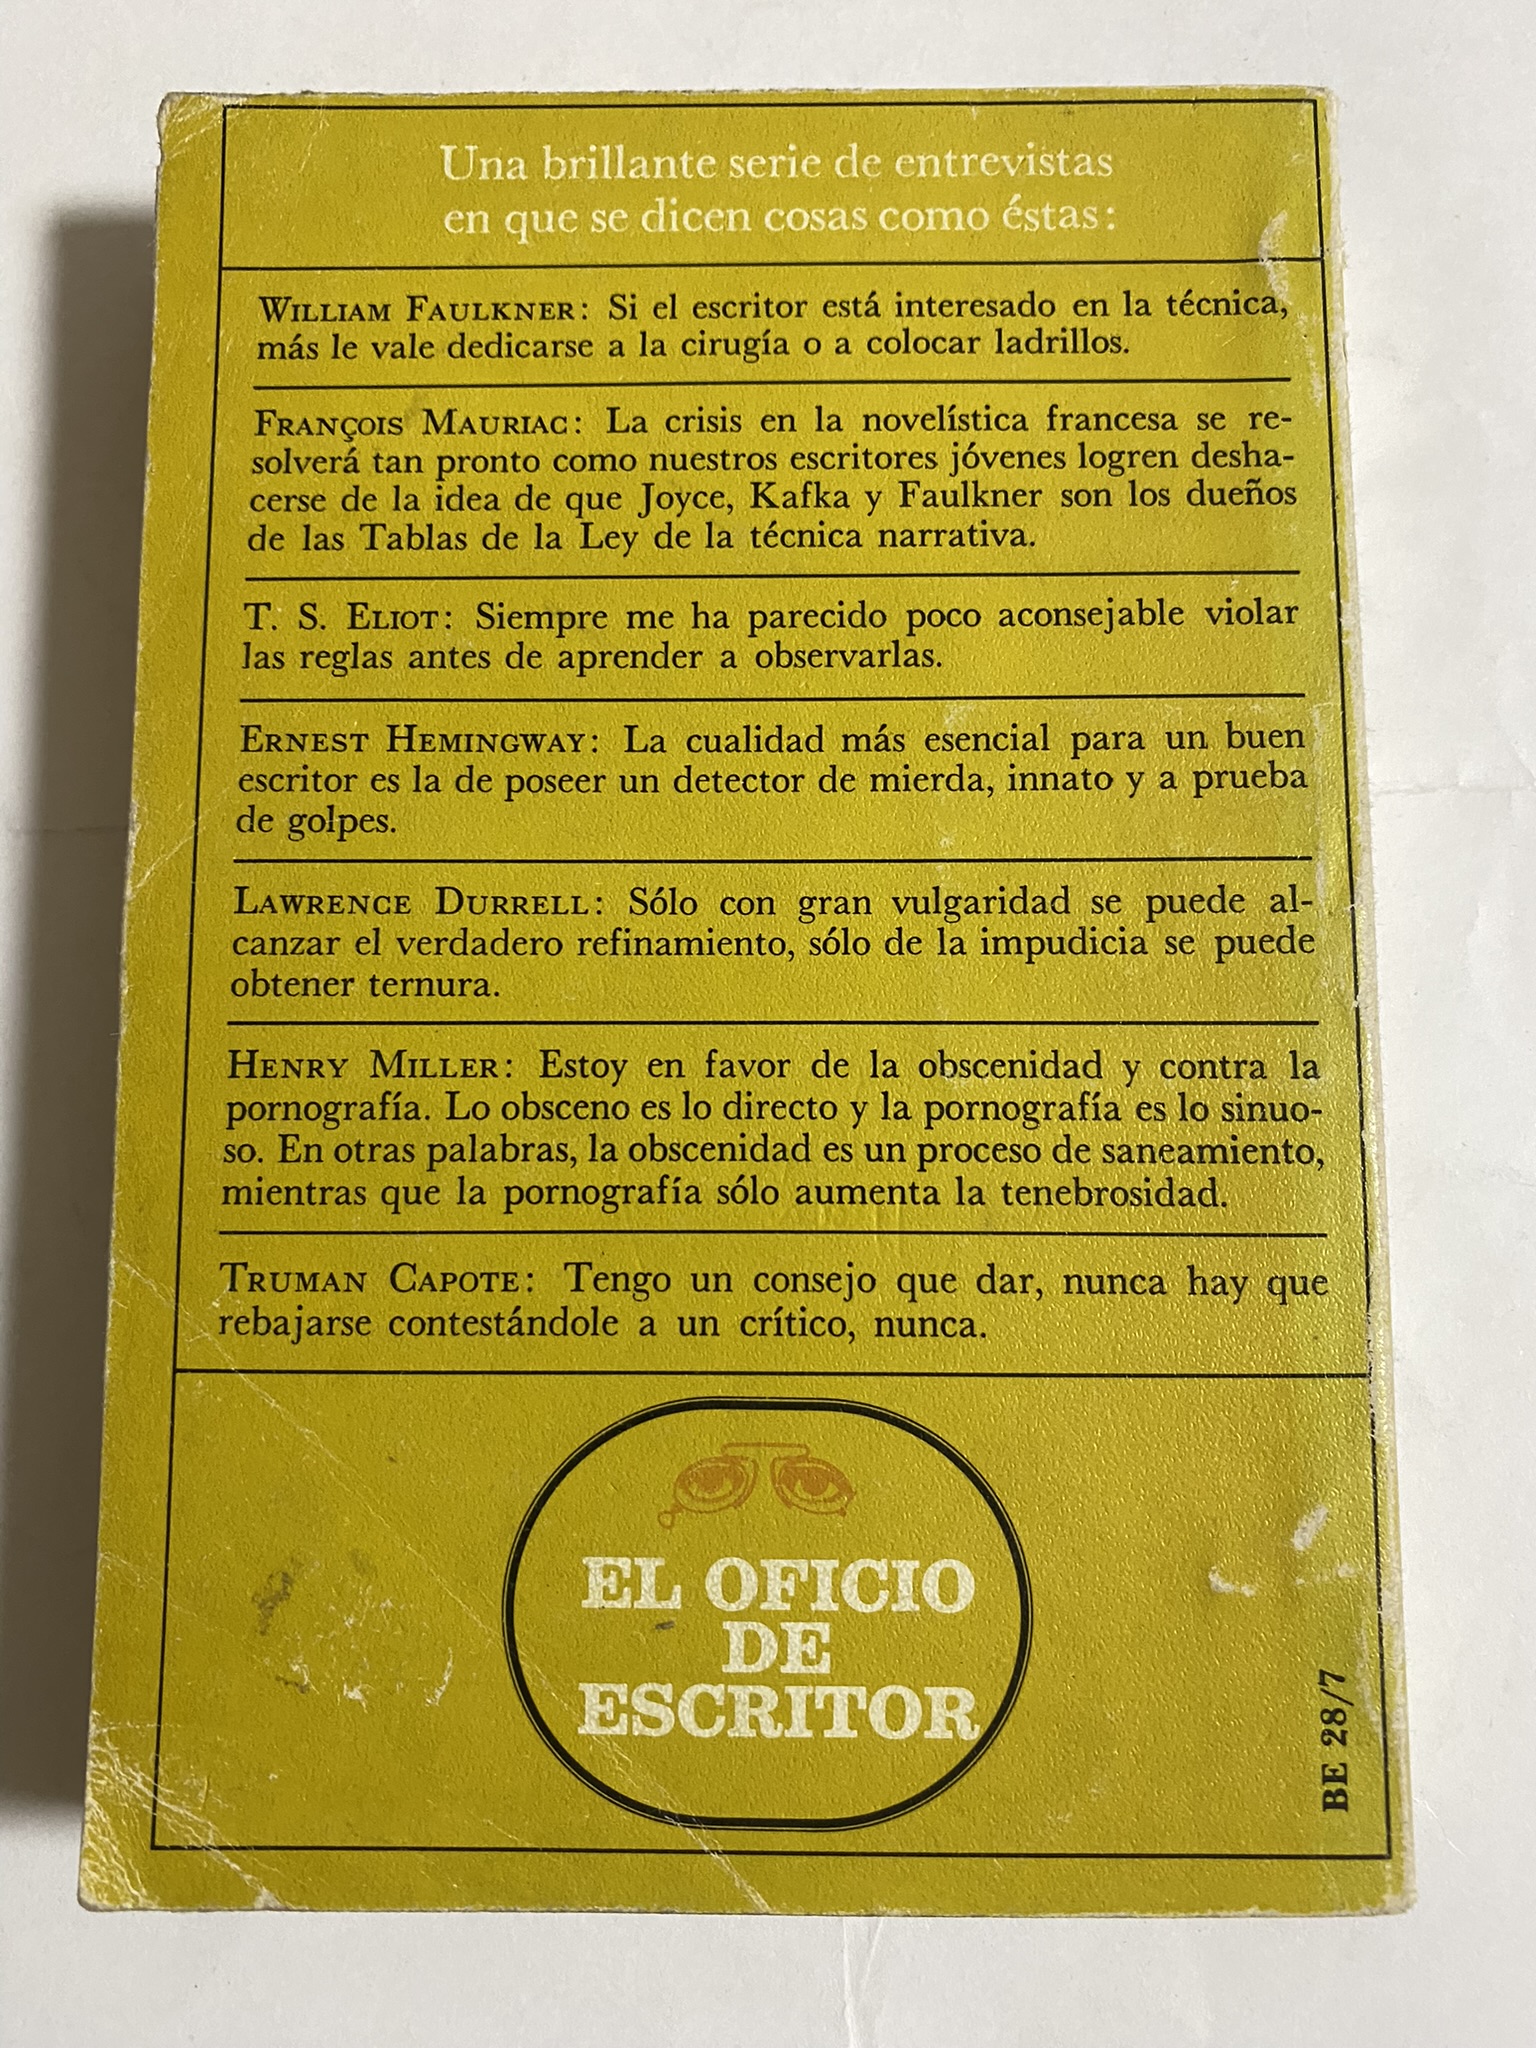 Una brillante serie de entrevistas
en que se dicen cosas como éstas:
WILLIAM FAULKNER: Si el escritor está interesado en la técnica,
más le vale dedicarse a la cirugía o a colocar ladrillos.
FRANÇOIS MAURIAC: La crisis en la novelística francesa se re-
solverá tan pronto como nuestros escritores jóvenes logren desha-
cerse de la idea de que Joyce, Kafka y Faulkner son los dueños
de las Tablas de la Ley de la técnica narrativa.
T. S. ELIOT: Siempre me ha parecido poco aconsejable violar
las reglas antes de aprender a observarlas.
ERNEST HEMINGWAY: La cualidad más esencial para un buen
escritor es la de poseer un detector de mierda, innato y a prueba
de golpes.
LAWRENCE DURRELL: Sólo con gran vulgaridad se puede al-
canzar el verdadero refinamiento, sólo de la impudicia se puede
obtener ternura.
HENRY MILLER: Estoy en favor de la obscenidad y contra la
pornografía. Lo obsceno es lo directo y la pornografía es lo sinuo-
so. En otras palabras, la obscenidad es un proceso de saneamiento,
mientras que la pornografía sólo aumenta la tenebrosidad.
TRUMAN CAPOTE: Tengo un consejo que dar, nunca hay que
rebajarse contestándole a un crítico, nunca.
EL OFICIO
DE
ESCRITOR
BE 28/7